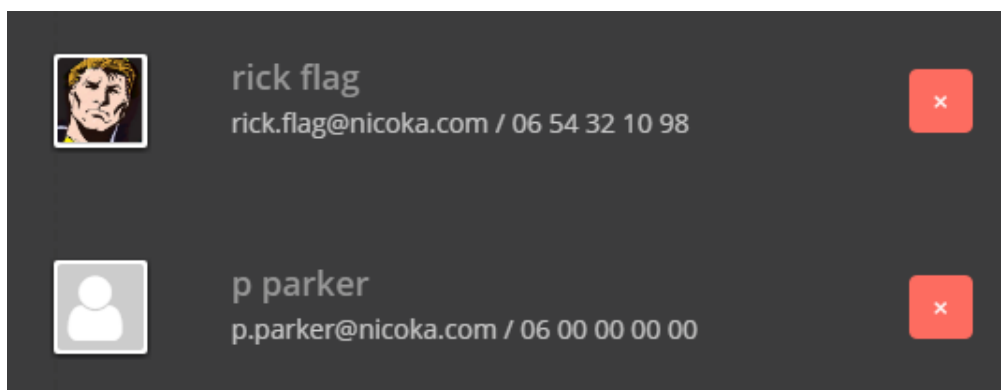 rick flag
rick.flag@nicoka.com / 06 54 32 10 98
×
p parker
p.parker@nicoka.com / 06 00 00 00 00
×